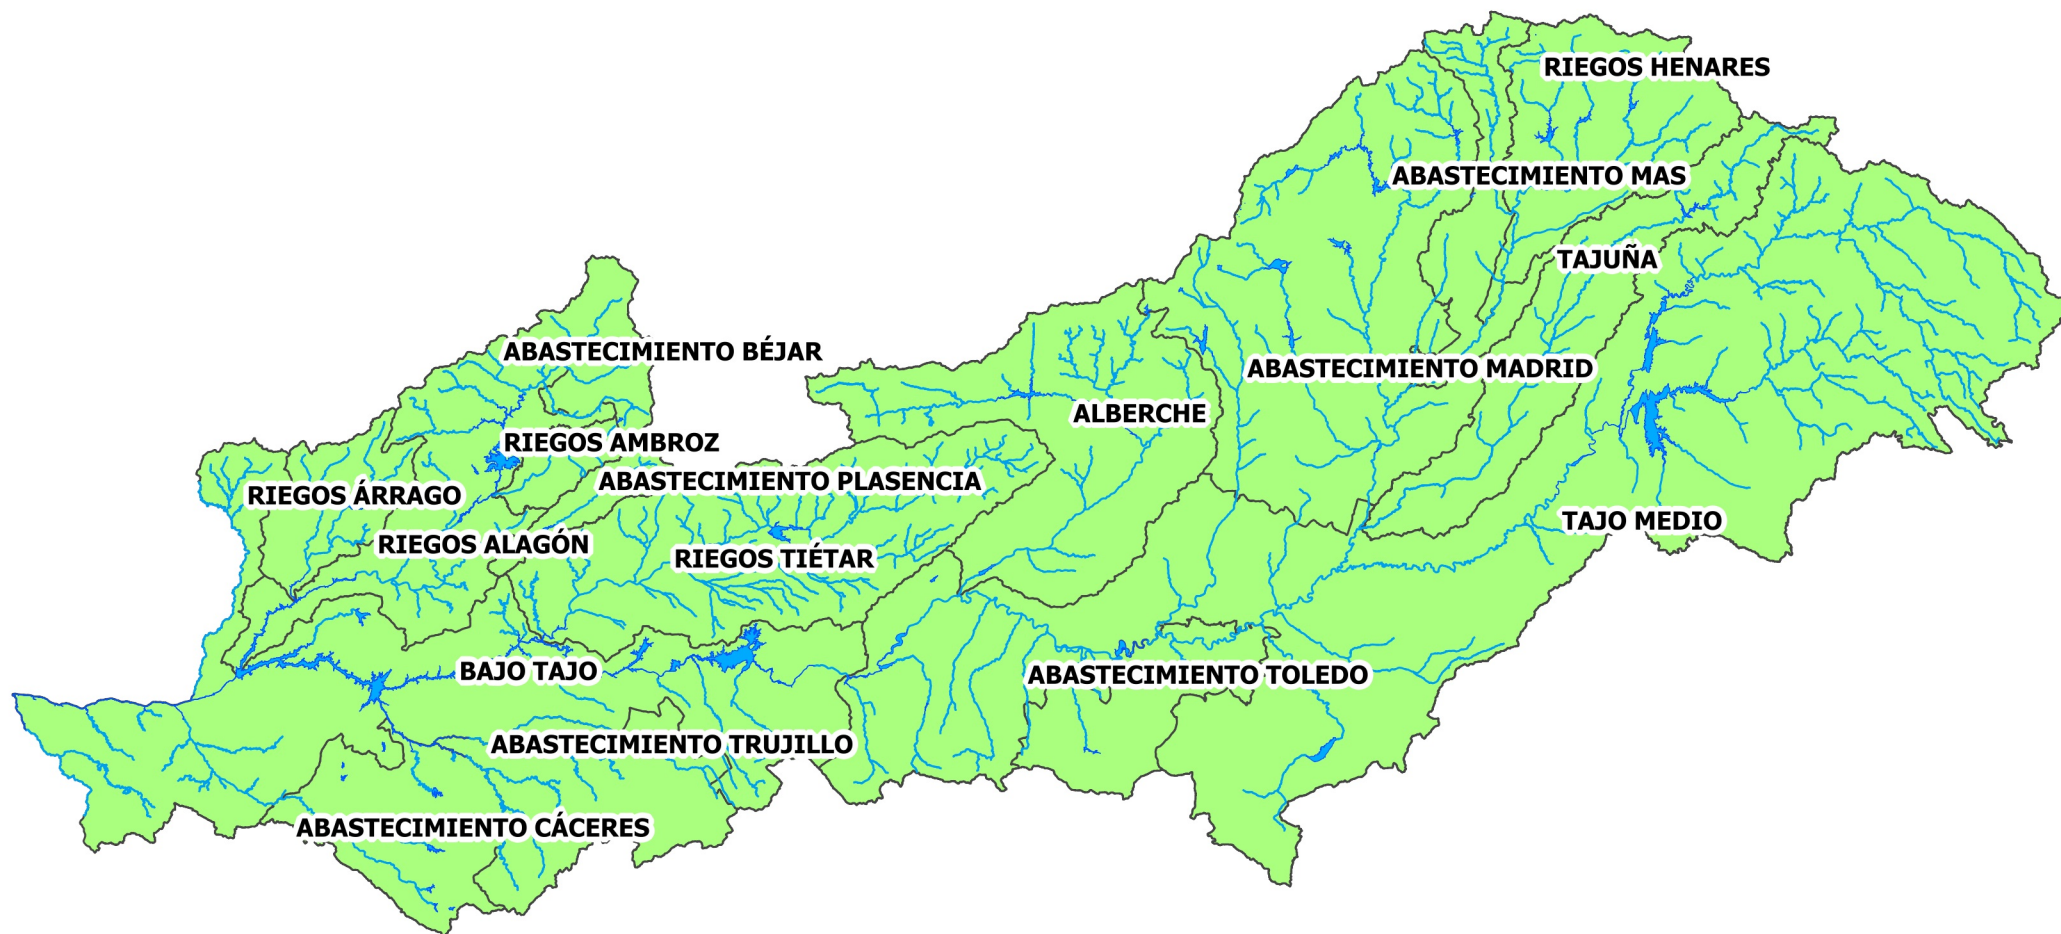 RIEGOS HENARES
ABASTECIMIENTO MAS
TAJUÑA
ABASTECIMIENTO BÉJAR
ABASTECIMIENTO MADRID
ALBERCHE
RIEGOS AMBROZ
ABASTECIMIENTO PLASENCIA
RIEGOS ÁRRAGO
TAJO MEDIO
RIEGOS ALAGÓN
RIEGOS TIÉTAR
BAJO TAJO
ABASTECIMIENTO TOLEDO
ABASTECIMIENTO TRUJILLO
ABASTECIMIENTO CÁCERES